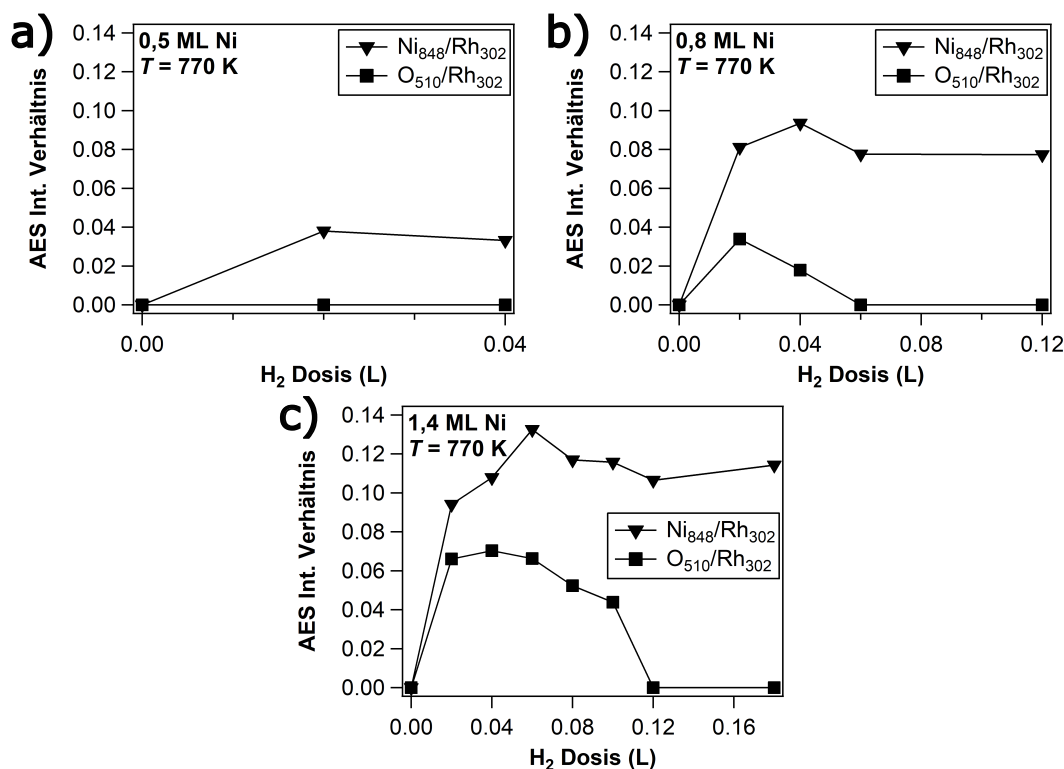 a)
0,5 ML Ni
T = 770 K
Ni848/Rh302
O510/Rh302
0.14
0.12
0.10
0.08
0.06
0.04
0.02
0.00
AES Int. Verhältnis
0.00 0.04
H2 Dosis (L)
b)
0,8 ML Ni
T = 770 K
Ni848/Rh302
O510/Rh302
0.14
0.12
0.10
0.08
0.06
0.04
0.02
0.00
AES Int. Verhältnis
0.00 0.04 0.08 0.12
H2 Dosis (L)
c)
1,4 ML Ni
T = 770 K
Ni848/Rh302
O510/Rh302
0.14
0.12
0.10
0.08
0.06
0.04
0.02
0.00
AES Int. Verhältnis
0.00 0.04 0.08 0.12 0.16
H2 Dosis (L)